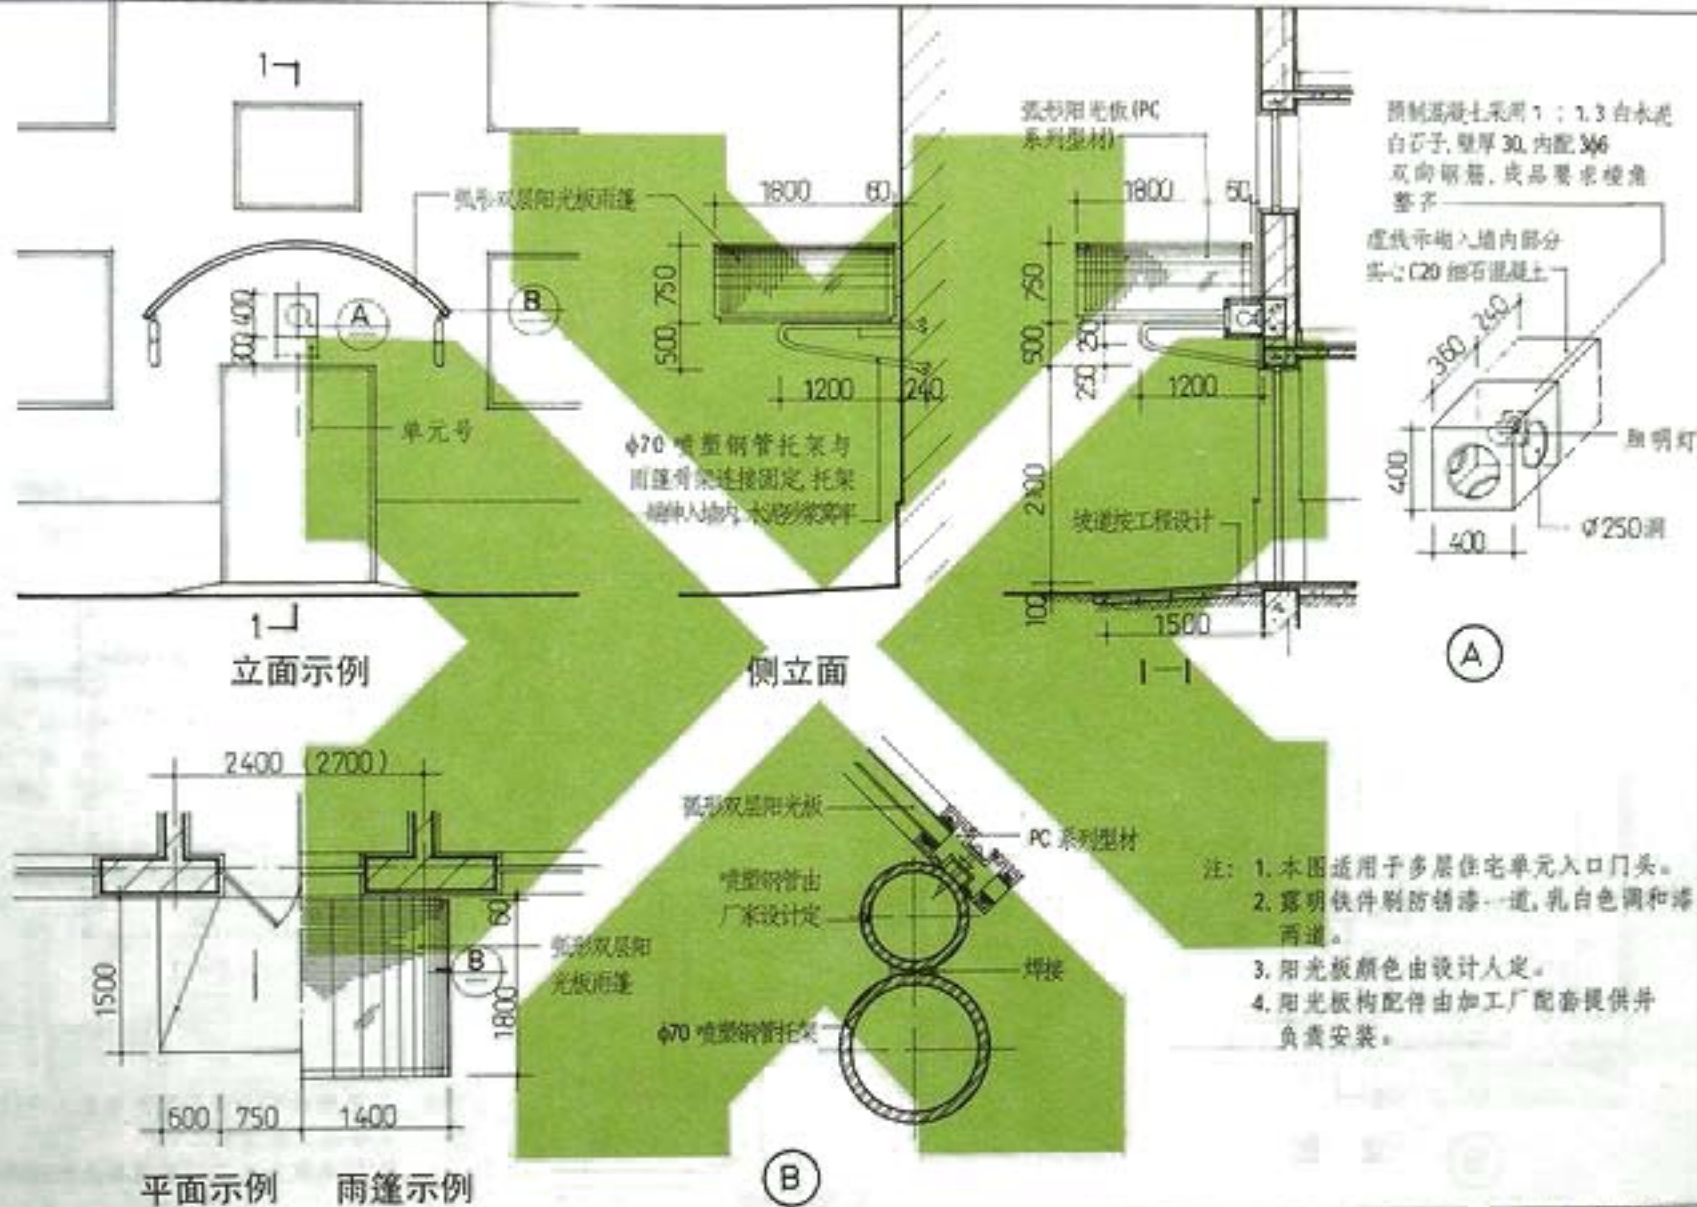 1
弧形双层阳光板雨篷
300 400
A
B
单元号
1
立面示例
1800 60
750
500
1200 240
φ70 喷塑钢管托架与
雨篷骨架连接固定,托架
侧立面
弧形阳光板(PC
系列型材)
1800 60
750
900
250
250
1200
2100
坡道按工程设计
100
1500
1—1
预制混凝土采用 1 : 1.3 白水泥
白石子,壁厚 30,内配
双向钢筋,成品要求棱角
整齐
虚线示砌入墙内部分
实心C20 细石混凝土
360 240
400
400
照明灯
φ250洞
A
2400 (2700)
1500
60
1800
弧形双层阳
光板雨篷
B
600 750 1400
平面示例 雨篷示例
弧形双层阳光板
PC 系列型材
喷塑钢管由
厂家设计定
焊接
φ70 喷塑钢管托架
B
注: 1. 本图适用于多层住宅单元入口门头。
2. 露明铁件刷防锈漆一道,乳白色调和漆
两道。
3. 阳光板颜色由设计人定。
4. 阳光板构配件由加工厂配套提供并
负责安装。